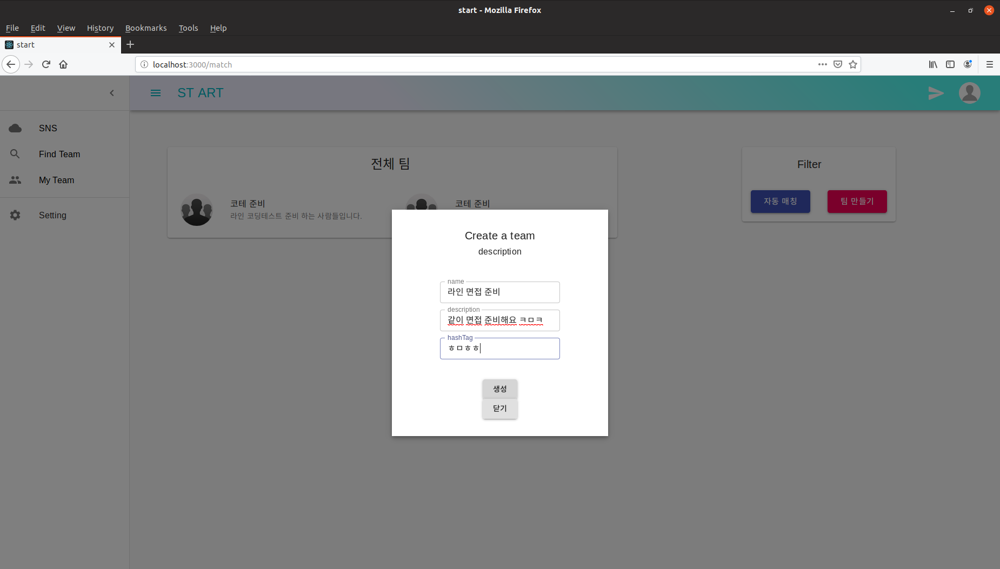 start - Mozilla Firefox
File Edit View History Bookmarks Tools Help
start
localhost:3000/match
ST ART
SNS
Find Team
My Team
Setting
전체 팀
코테 준비
라인 코딩테스트 준비 하는 사람들입니다.
코테 준비
Filter
자동 매칭
팀 만들기
Create a team
description
name
라인 면접 준비
description
같이 면접 준비해요 ㅋㅁㅋ
hashTag
ㅎㅁㅎㅎ
생성
닫기